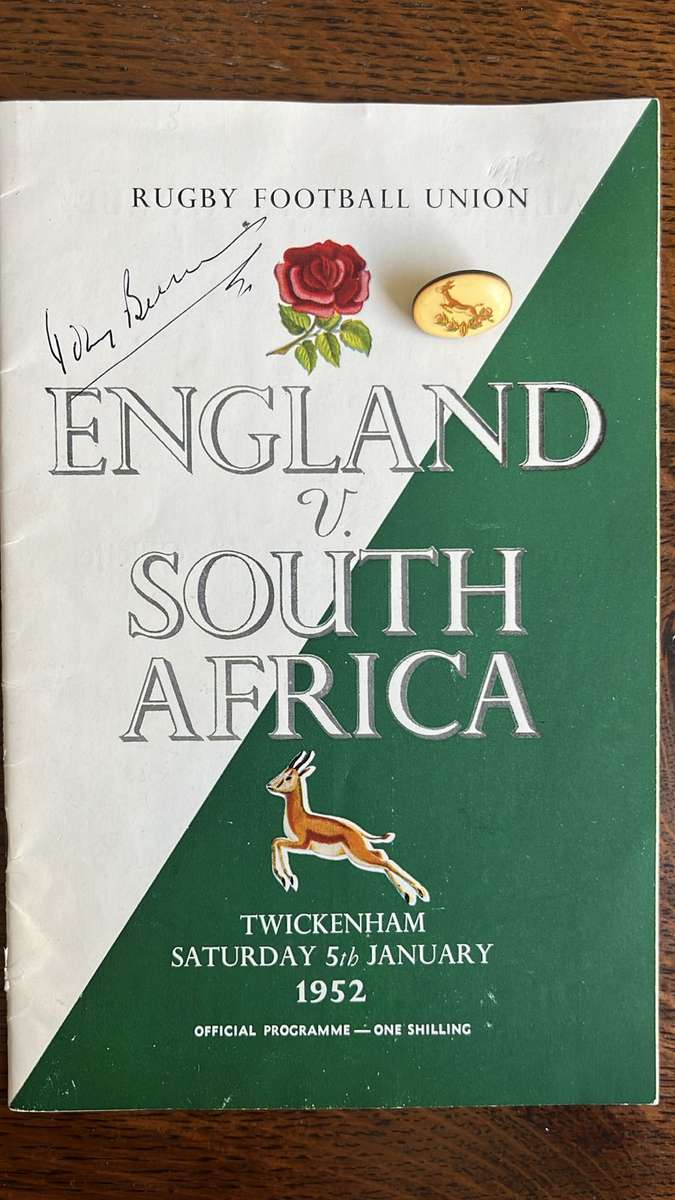 RUGBY FOOTBALL UNION
ENGLAND
v.
SOUTH
AFRICA
TWICKENHAM
SATURDAY 5th JANUARY
1952
OFFICIAL PROGRAMME — ONE SHILLING